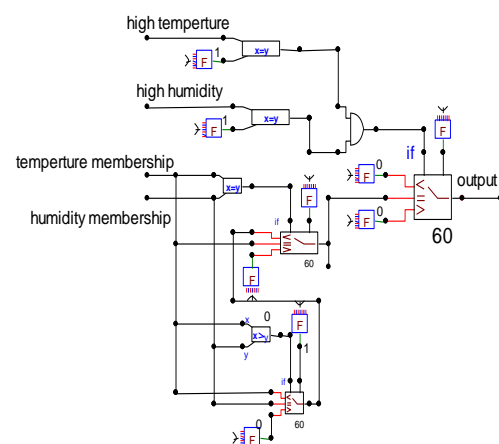 high temperture
x=y
1
F
high humidity
x=y
1
F
F
temperture membership
x=y
if
0
F
output
humidity membership
F
0
F
60
if
60
F
0
F
x
x>y
y
1
if
0
60
F